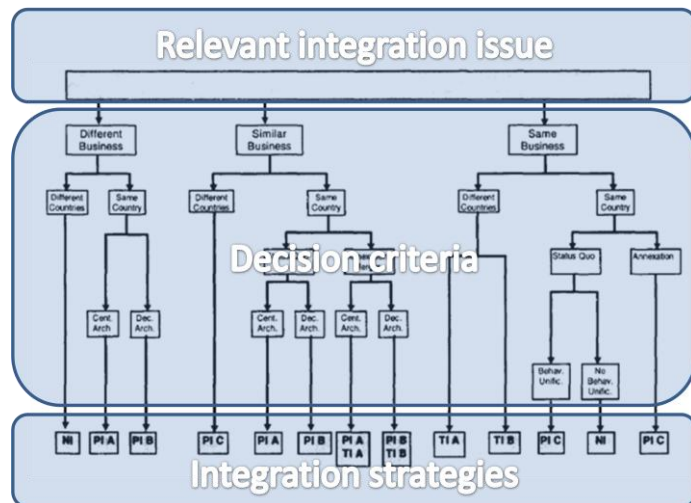 Relevant integration issue
Different
Business
Similar
Business
Same
Business
Different
Countries
Same
Country
Different
Countries
Same
Country
Different
Countries
Same
Country
Decision criteria
Status Quo
Annexation
Cent.
Arch
Dec.
Arch.
Cent.
Arch.
Dec.
Arch.
Cent.
Arch.
Dec.
Arch.
Behav.
Unific.
No
Behav.
Unific.
NI
PI A
PI B
PI C
PI A
PI B
PI A
TI A
PI B
TI B
TI A
TI B
PI C
NI
PI C
Integration strategies